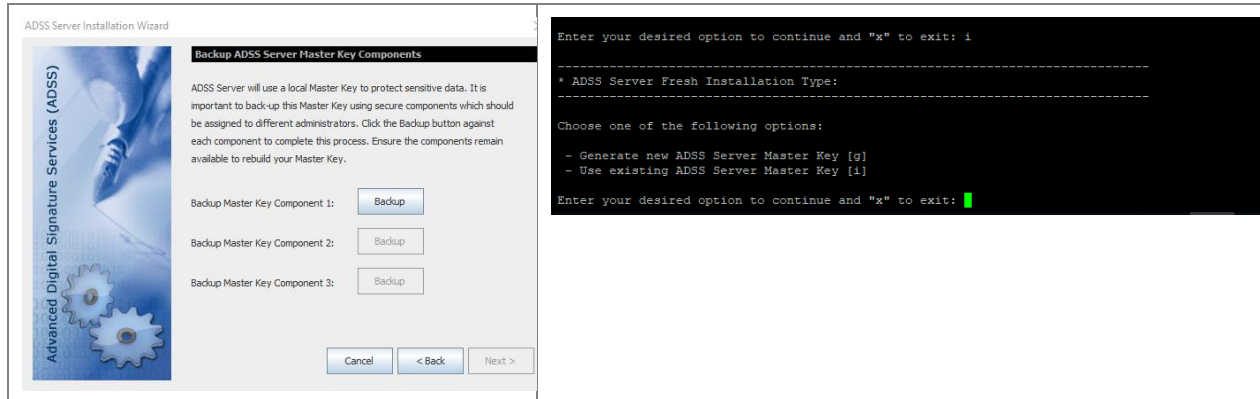 ADSS Server Installation Wizard
Advanced Digital Signature Services (ADSS)
Backup ADSS Server Master Key Components
ADSS Server will use a local Master Key to protect sensitive data. It is
important to back-up this Master Key using secure components which should
be assigned to different administrators. Click the Backup button against
each component to complete this process. Ensure the components remain
available to rebuild your Master Key.
Backup Master Key Component 1: Backup
Backup Master Key Component 2: Backup
Backup Master Key Component 3: Backup
Cancel < Back Next >
Enter your desired option to continue and "x" to exit: i
--------------------------------------------------------------------------------
* ADSS Server Fresh Installation Type:
--------------------------------------------------------------------------------
Choose one of the following options:
- Generate new ADSS Server Master Key [g]
- Use existing ADSS Server Master Key [i]
Enter your desired option to continue and "x" to exit: